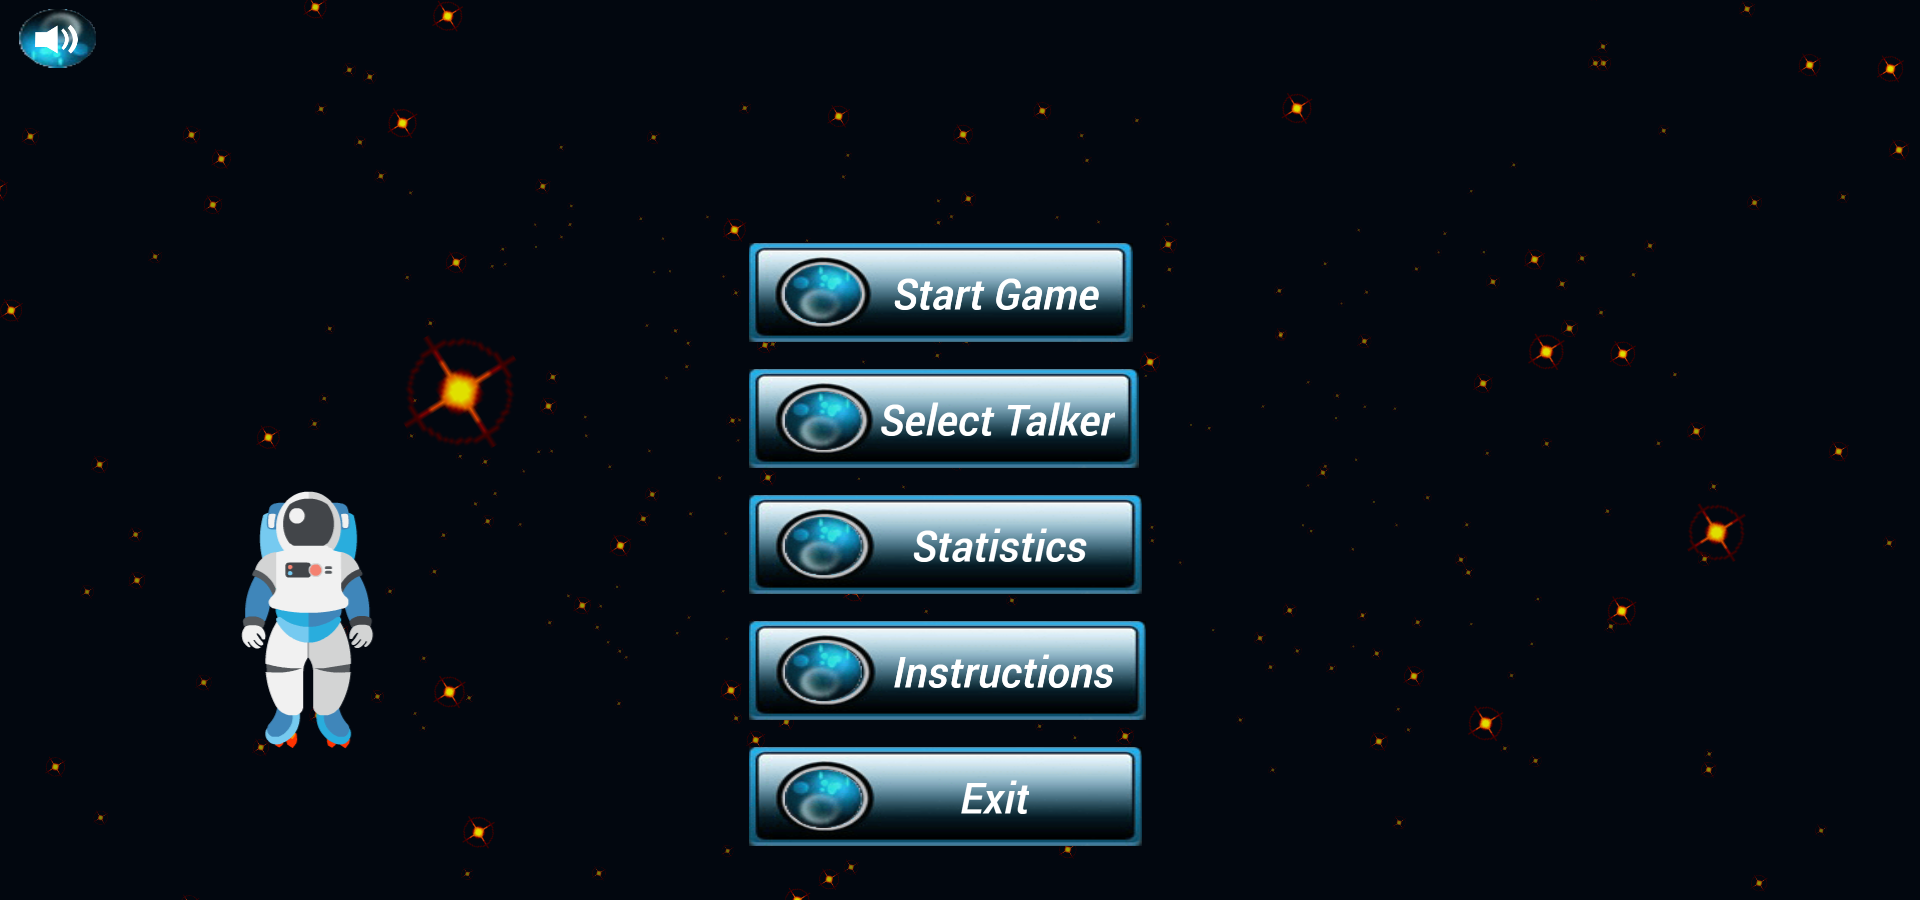 Start Game
Select Talker
Statistics
Instructions
Exit